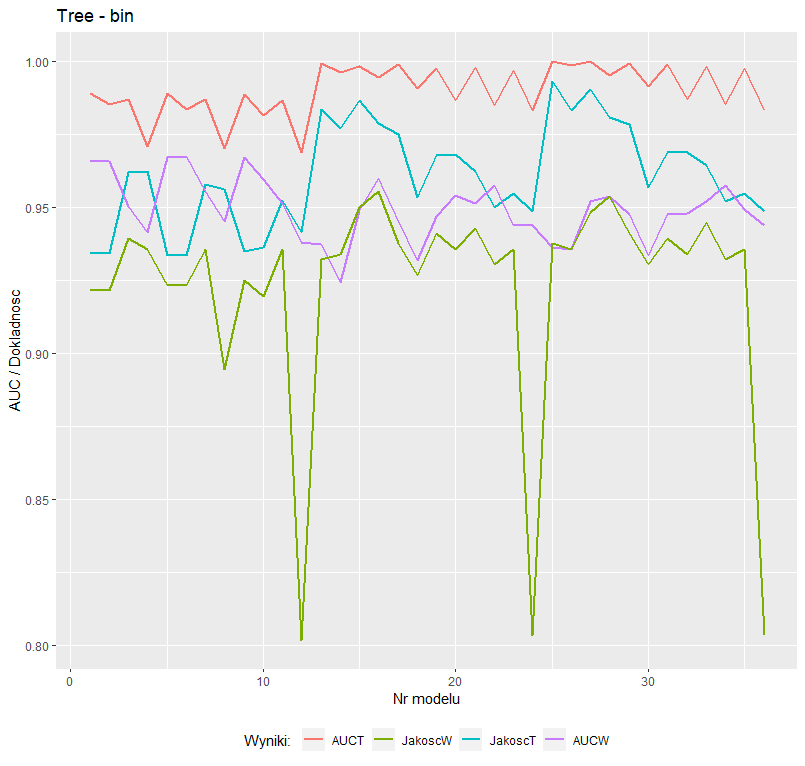 Tree - bin
1.00
0.95
0.90
0.85
0.80
AUC / Dokladnosc
0 10 20 30
Nr modelu
Wyniki: AUCT JakoscW JakoscT AUCW